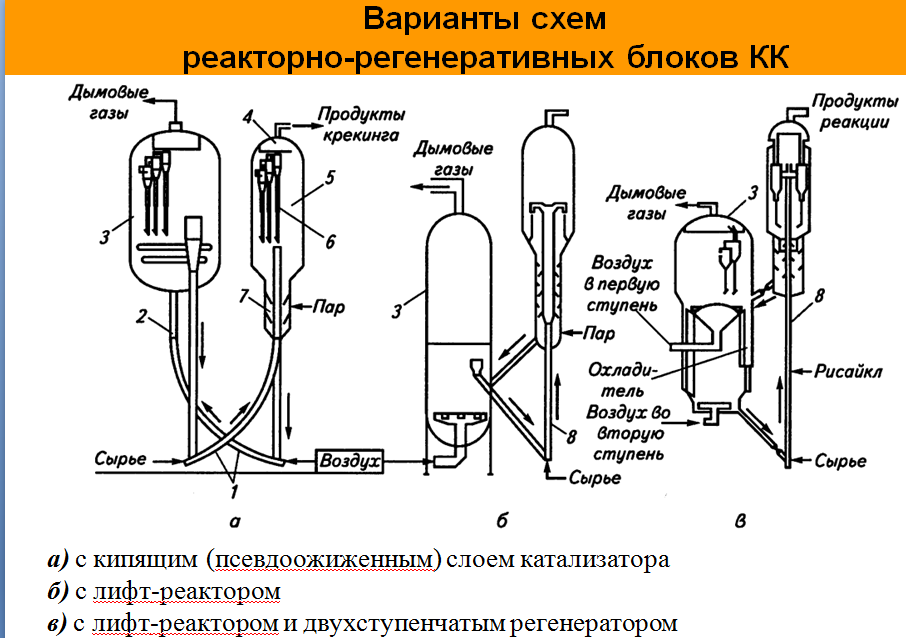 Варианты схем
реакторно-регенеративных блоков КК
Дымовые
газы
4
Продукты
крекинга
5
6
3
2
7
Пар
Сырье
1
Воздух
а
Дымовые
газы
3
Пар
8
Сырье
б
Продукты
реакции
Дымовые
газы
3
Воздух
в первую
ступень
8
Охлади-
тель
Рисайкл
Воздух во
вторую
ступень
Сырье
в
а) с кипящим (псевдоожиженным) слоем катализатора
б) с лифт-реактором
в) с лифт-реактором и двухступенчатым регенератором